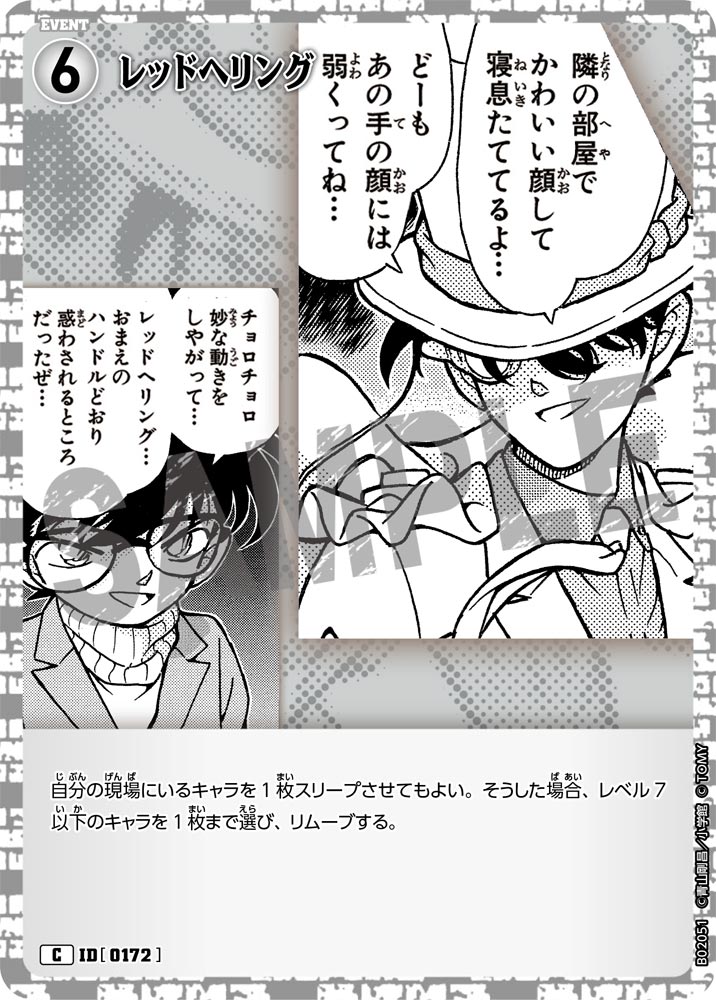 EVENT
6
レッドヘリング
隣の部屋で
かわいい顔して
寝息たててるよ…
どーも
あの手の顔には
弱くってね…
チョロチョロ
妙な動きを
しやがって…
レッドヘリング…
おまえの
ハンドルどおり
惑わされるところ
だったぜ…
SAMPLE
自分の現場にいるキャラを1枚スリープさせてもよい。そうした場合、レベル7
以下のキャラを1枚まで選び、リムーブする。
C ID[0172]
B02051 ©青山剛昌/小学館 ©TOMY